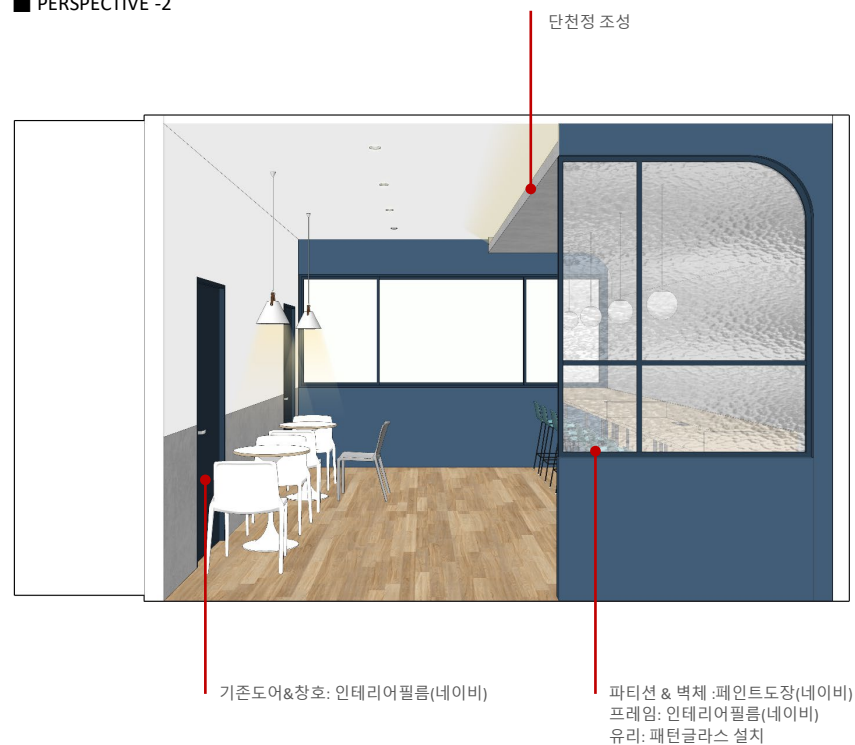 ■ PERSPECTIVE -2
단천정 조성
기존도어&창호: 인테리어필름(네이비)
파티션 & 벽체 :페인트도장(네이비)
프레임: 인테리어필름(네이비)
유리: 패턴글라스 설치